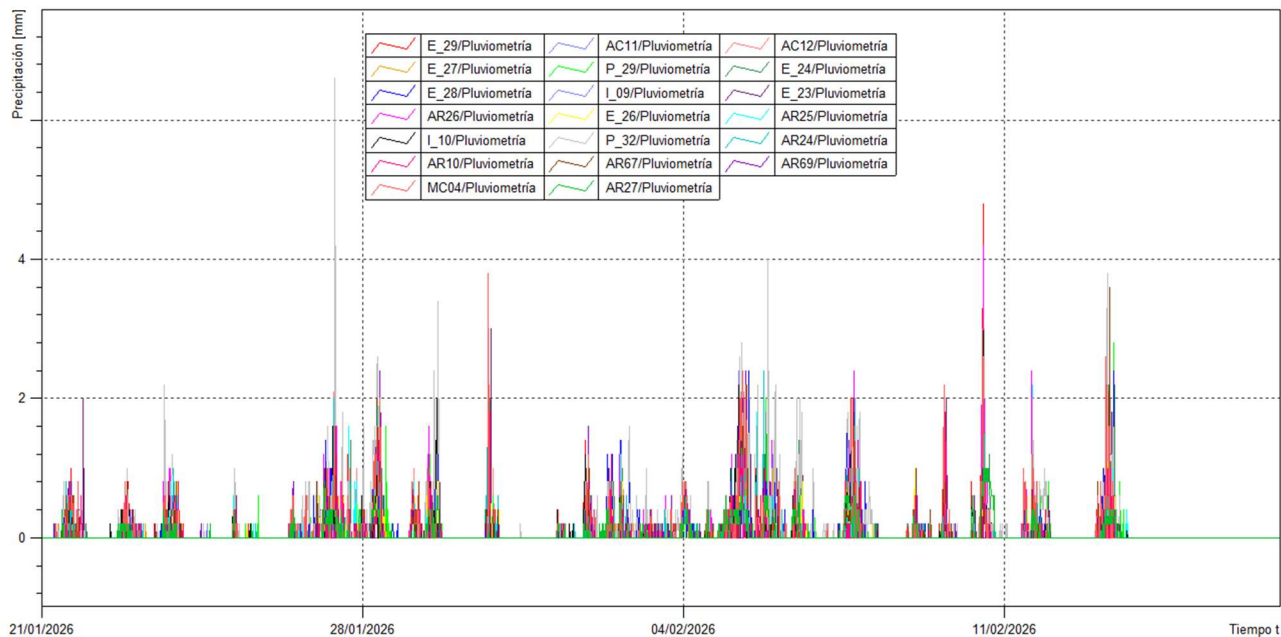 Precipitación [mm]
E_29/Pluviometría AC11/Pluviometría AC12/Pluviometría
E_27/Pluviometría P_29/Pluviometría E_24/Pluviometría
E_28/Pluviometría I_09/Pluviometría E_23/Pluviometría
AR26/Pluviometría E_26/Pluviometría AR25/Pluviometría
I_10/Pluviometría P_32/Pluviometría AR24/Pluviometría
AR10/Pluviometría AR67/Pluviometría AR69/Pluviometría
MC04/Pluviometría AR27/Pluviometría
4
2
0
21/01/2026 28/01/2026 04/02/2026 11/02/2026 Tiempo t